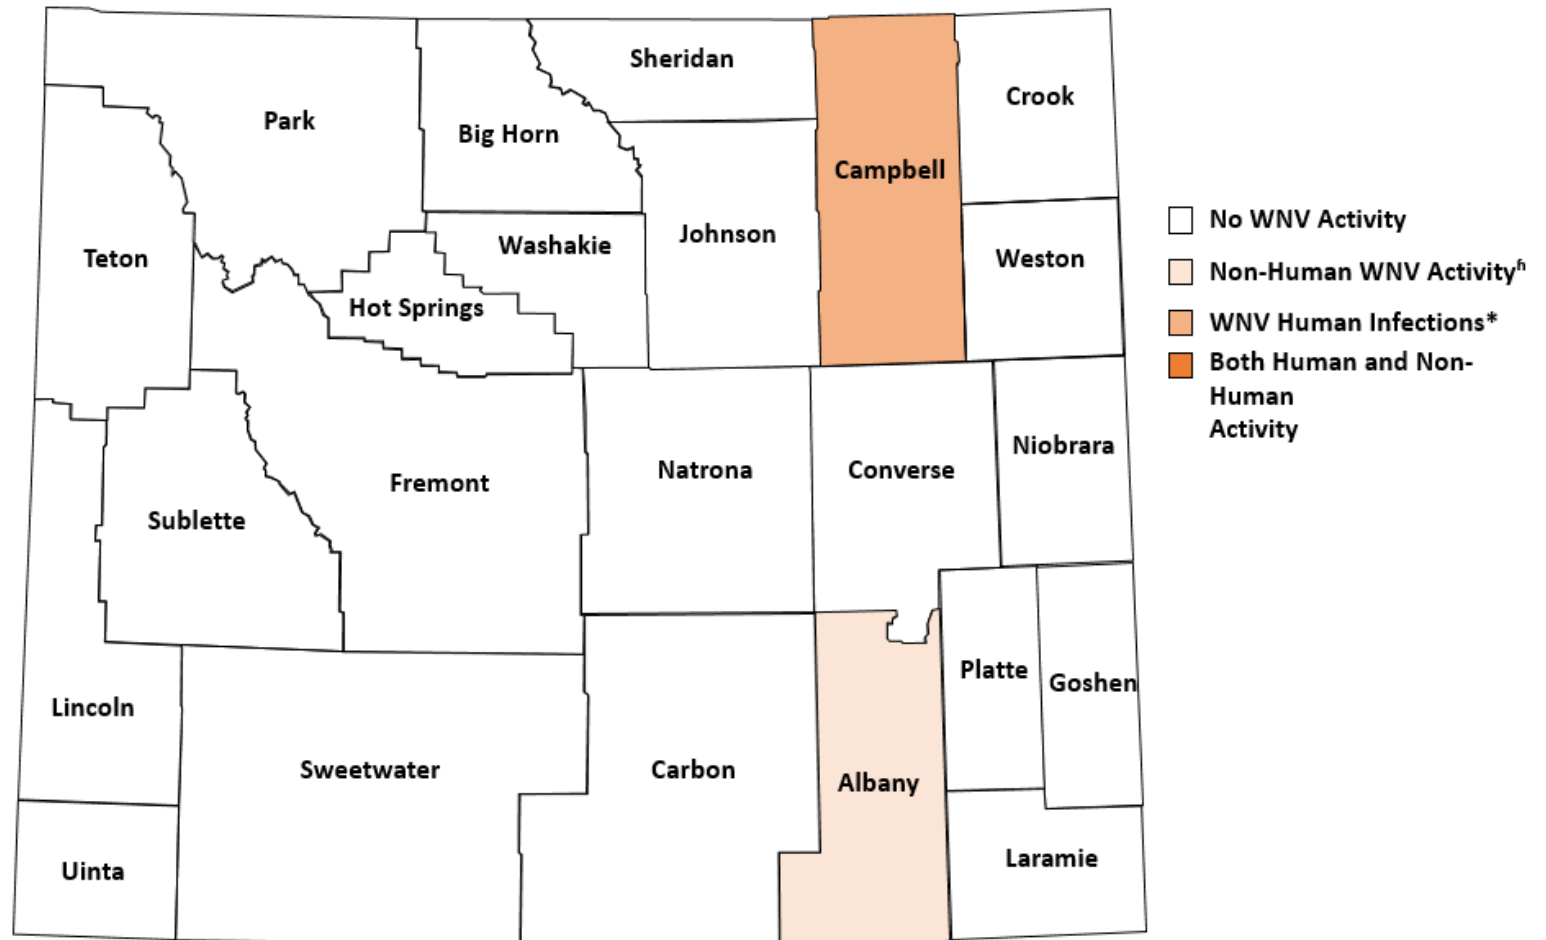 Sheridan
Crook
Park
Big Horn
Campbell
Johnson
Washakie
Teton
Weston
Hot Springs
Niobrara
Natrona
Converse
Fremont
Sublette
Platte
Goshen
Lincoln
Sweetwater
Carbon
Albany
Laramie
Uinta
No WNV Activity
Non-Human WNV Activityɦ
WNV Human Infections*
Both Human and Non-
Human
Activity